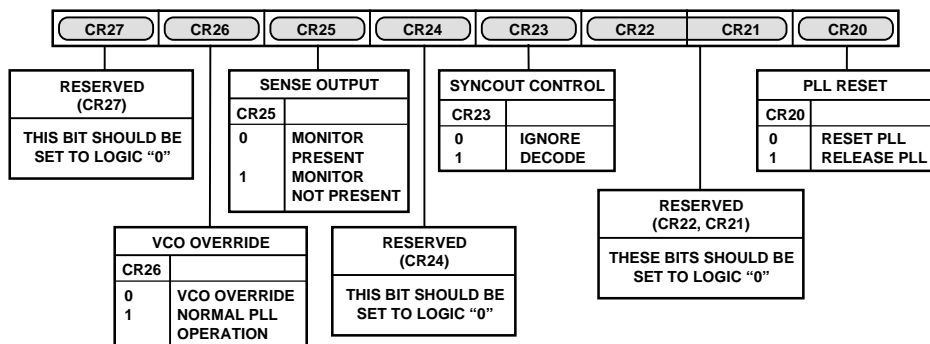 CR27 CR26 CR25 CR24 CR23 CR22 CR21 CR20
RESERVED
(CR27)
THIS BIT SHOULD BE
SET TO LOGIC “0”
SENSE OUTPUT
CR25
0 MONITOR
PRESENT
1 MONITOR
NOT PRESENT
SYNCOUT CONTROL
CR23
0 IGNORE
1 DECODE
PLL RESET
CR20
0 RESET PLL
1 RELEASE PLL
VCO OVERRIDE
CR26
0 VCO OVERRIDE
1 NORMAL PLL
OPERATION
RESERVED
(CR24)
THIS BIT SHOULD BE
SET TO LOGIC “0”
RESERVED
(CR22, CR21)
THESE BITS SHOULD BE
SET TO LOGIC “0”